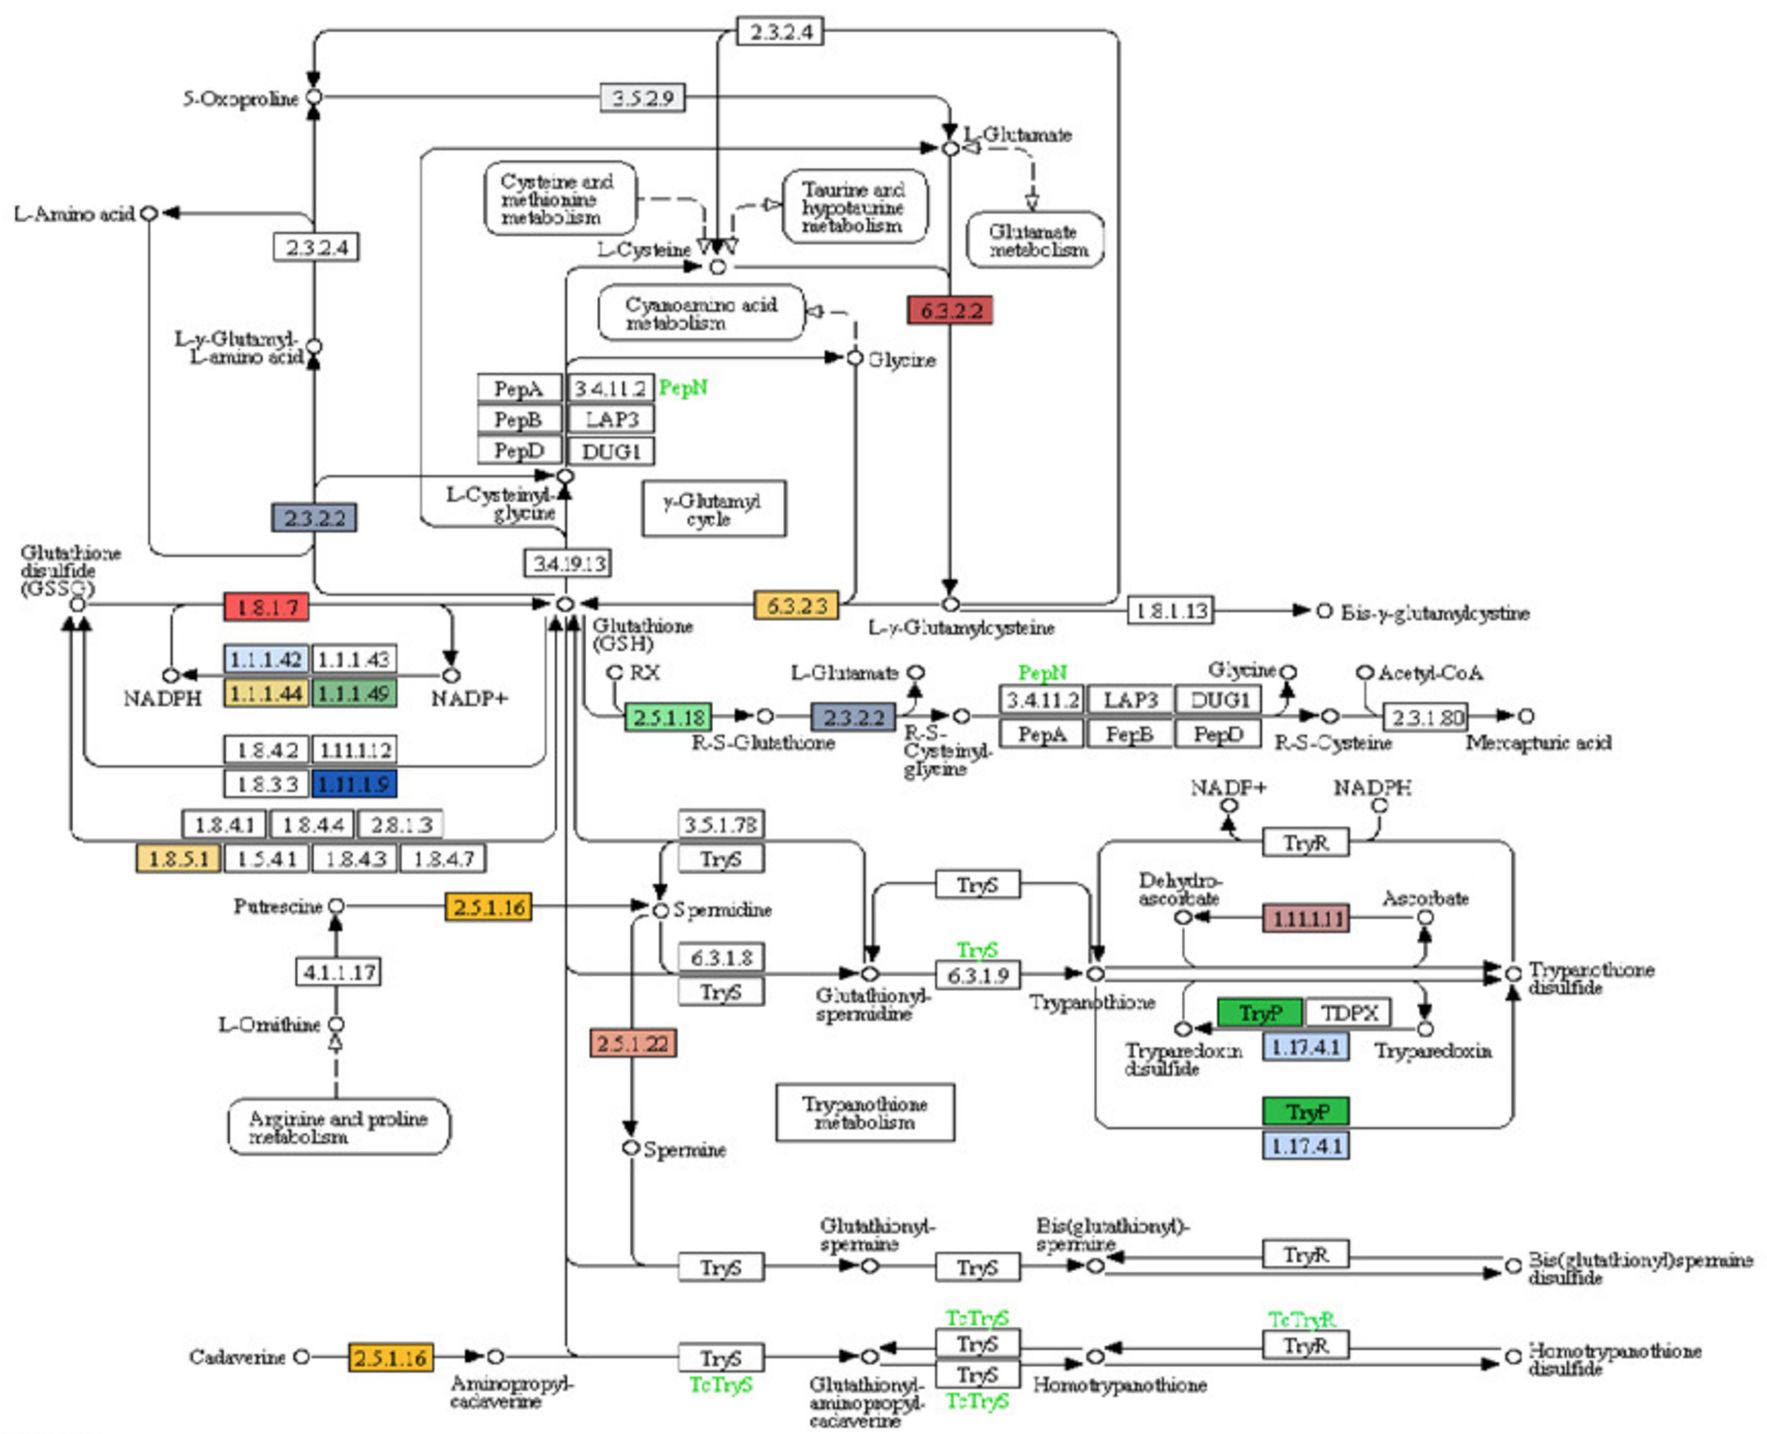 2.3.2.4
5-Oxoproline
3.5.2.9
L-Glutamate
Cysteine and
methionine
metabolism
Taurine and
hypotaurine
metabolism
L-Amino acid
Glutamate
metabolism
2.3.2.4
L-Cysteine
Cyanoamino acid
metabolism
6.3.2.2
L-γ-Glutamyl-
L-amino acid
Glycine
PepA 3.4.11.2 PepN
PepB LAP3
PepD DUG1
L-Cysteinyl-
glycine
γ-Glutamyl
cycle
2.3.2.2
3.4.19.13
Glutathione
disulfide
(GSSG)
1.8.1.7
6.3.2.3
1.8.1.13
Bis-γ-glutamylcystine
Glutathione
(GSH)
L-γ-Glutamylcysteine
1.1.1.42 1.1.1.43
1.1.1.44 1.1.1.49
NADPH
NADP+
RX
L-Glutamate
PepN
Glycine
Acetyl-CoA
3.4.11.2 LAP3 DUG1
2.5.1.18
2.3.2.2
PepA PepB PepD
2.3.1.80
R-S-Glutathione
R-S-
Cysteinyl-
glycine
R-S-Cysteine
Mercapturic acid
1.8.4.2 1.11.1.12
1.8.3.3 1.11.1.9
1.8.4.1 1.8.4.4 2.8.1.3
1.8.5.1 1.5.4.1 1.8.4.3 1.8.4.7
3.5.1.78
TryS
NADP+
NADPH
TryR
Putrescine
2.5.1.16
Spermidine
TryS
Dehydro-
ascorbate
1.11.1.11
Ascorbate
4.1.1.17
6.3.1.8
TryS
TryS
6.3.1.9
Glutathionyl-
spermidine
Trypanothione
Trypanothione
disulfide
L-Ornithine
2.5.1.22
TryP TDPX
1.17.4.1
Tryparedoxin
disulfide
Tryparedoxin
Arginine and proline
metabolism
Trypanothione
metabolism
TryP
1.17.4.1
Spermine
Glutathionyl-
spermine
Bis(glutathionyl)-
spermine
TryS
TryS
TryR
Bis(glutathionyl)spermine
disulfide
Cadaverine
2.5.1.16
Aminopropyl-
cadaverine
TryS
TcTryS
Glutathionyl-
aminopropyl-
cadaverine
TcTryS
TryS
TryS
TcTryS
Homotrypanothione
TcTryR
TryR
Homotrypanothione
disulfide